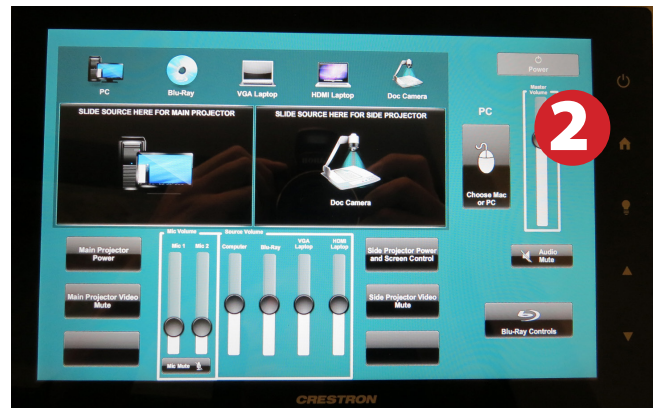 Power
PC
Blu-Ray
VGA Laptop
HDMI Laptop
Doc Camera
Master
Volume
2
SLIDE SOURCE HERE FOR MAIN PROJECTOR
SLIDE SOURCE HERE FOR SIDE PROJECTOR
Doc Camera
PC
Choose Mac
or PC
Main Projector
Power
Main Projector Video
Mute
Mic Volume
Mic 1
Mic 2
Mic Mute
Source Volume
Computer
Blu-Ray
VGA
Laptop
HDMI
Laptop
Side Projector Power
and Screen Control
Side Projector Video
Mute
Audio
Mute
Blu-Ray Controls
CRESTRON